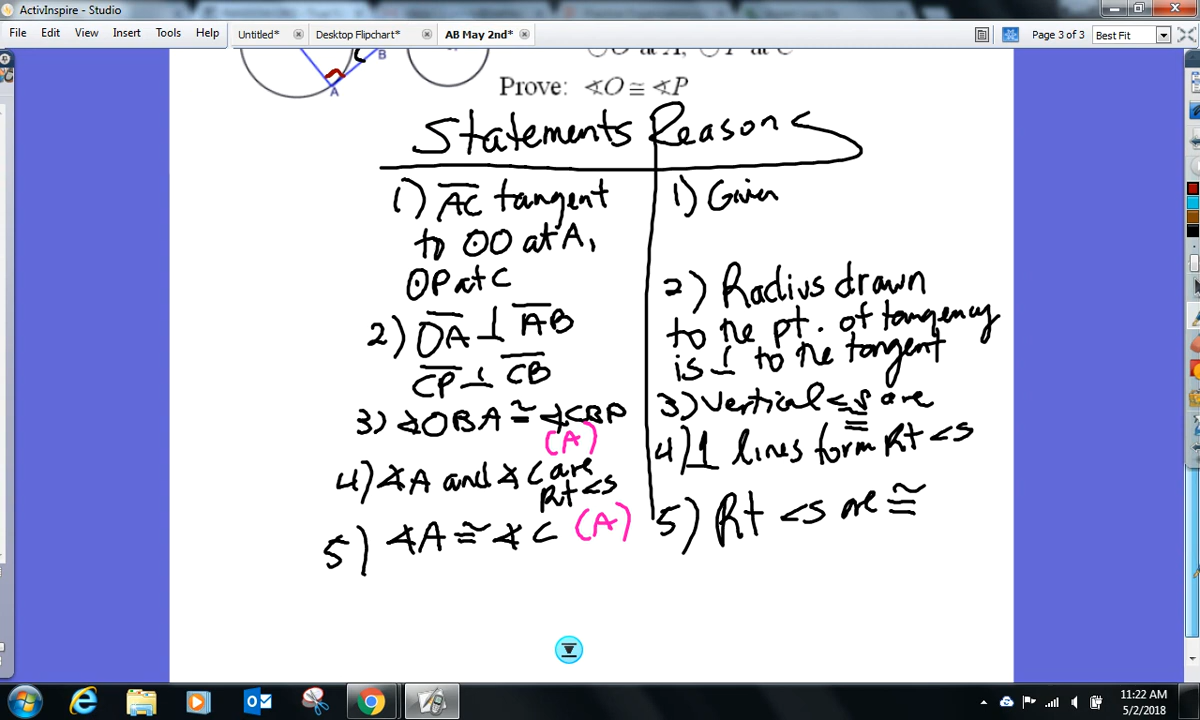 ActivInspire - Studio
File Edit View Insert Tools Help
Untitled*
Desktop Flipchart*
AB May 2nd*
Page 3 of 3
Best Fit
C B
A
Prove: ∡O ≅ ∡P
Statements Reasons
1) AC tangent
to ⊙O at A,
⊙P at C
2) OA ⊥ AB
CP ⊥ CB
3) ∡OBA ≅ ∡CBP
(A)
4) ∡A and ∡C are
Rt <s
5) ∡A ≅ ∡C (A)
1) Given
2) Radius drawn
to the pt. of tangency
is ⊥ to the tangent
3) Vertical <s are
≅
4) ⊥ lines form Rt <s
5) Rt <s are ≅
11:22 AM
5/2/2018